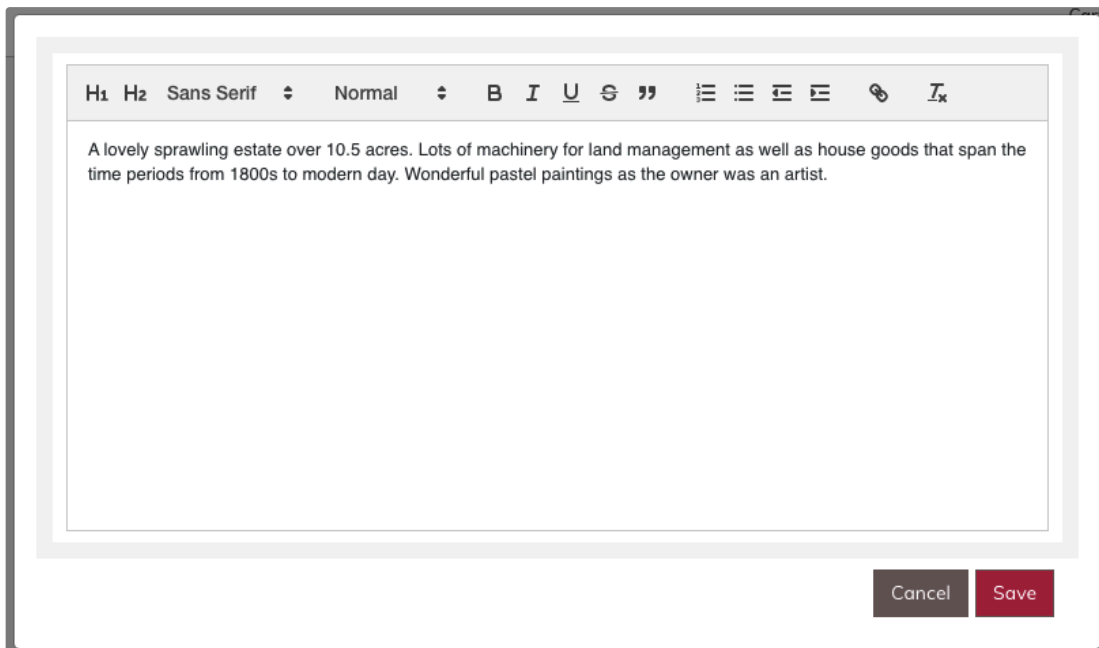 H1 H2 Sans Serif Normal B I U S
A lovely sprawling estate over 10.5 acres. Lots of machinery for land management as well as house goods that span the
time periods from 1800s to modern day. Wonderful pastel paintings as the owner was an artist.
Cancel Save